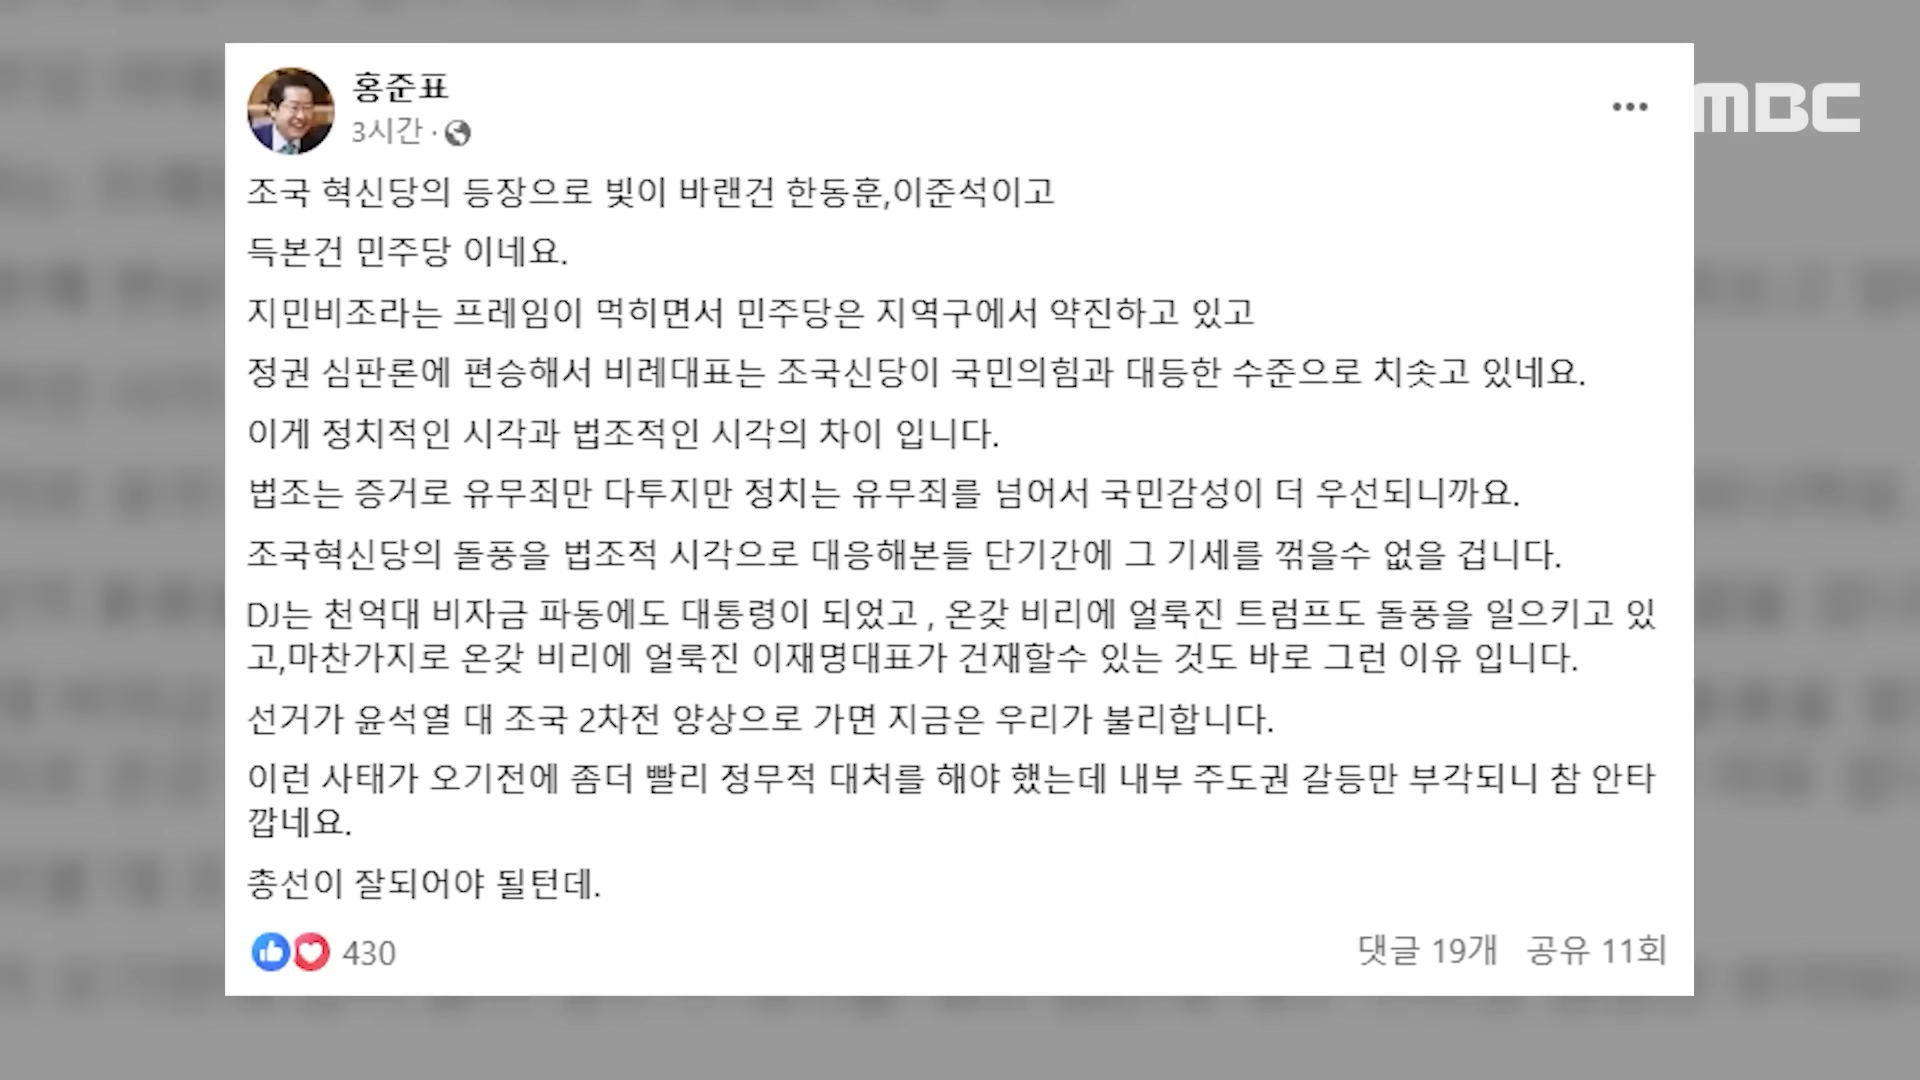 홍준표
MBC
3시간 ·
조국 혁신당의 등장으로 빛이 바랜건 한동훈,이준석이고
득본건 민주당 이네요.
지민비조라는 프레임이 먹히면서 민주당은 지역구에서 약진하고 있고
정권 심판론에 편승해서 비례대표는 조국신당이 국민의힘과 대등한 수준으로 치솟고 있네요.
이게 정치적인 시각과 법조적인 시각의 차이 입니다.
법조는 증거로 유무죄만 다투지만 정치는 유무죄를 넘어서 국민감성이 더 우선되니까요.
조국혁신당의 돌풍을 법조적 시각으로 대응해본들 단기간에 그 기세를 꺾을수 없을 겁니다.
DJ는 천억대 비자금 파동에도 대통령이 되었고 , 온갖 비리에 얼룩진 트럼프도 돌풍을 일으키고 있
고,마찬가지로 온갖 비리에 얼룩진 이재명대표가 건재할수 있는 것도 바로 그런 이유 입니다.
선거가 윤석열 대 조국 2차전 양상으로 가면 지금은 우리가 불리합니다.
이런 사태가 오기전에 좀더 빨리 정무적 대처를 해야 했는데 내부 주도권 갈등만 부각되니 참 안타
깝네요.
총선이 잘되어야 될턴데.
430
댓글 19개 공유 11회